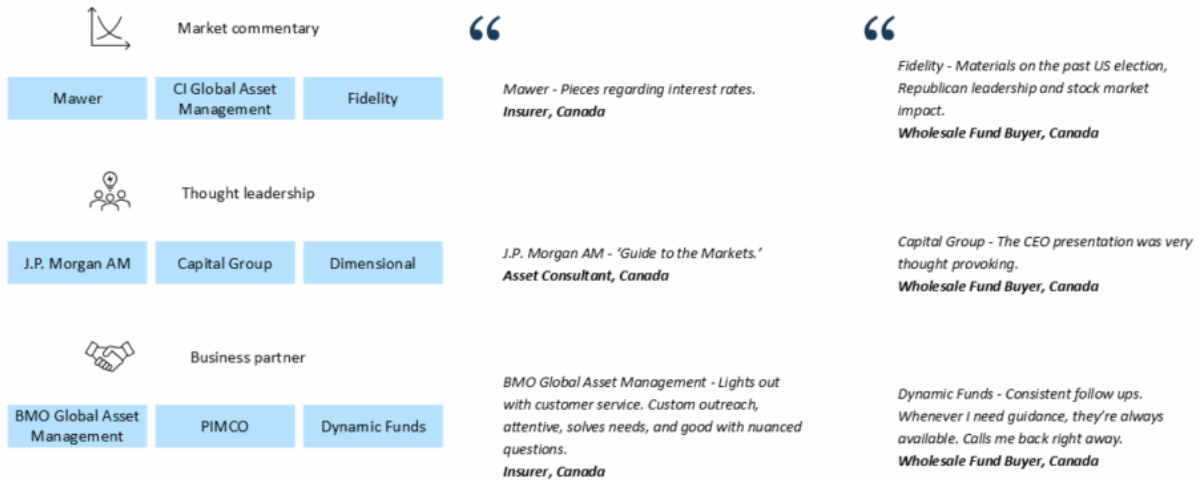 Market commentary
Mawer
CI Global Asset
Management
Fidelity
“
Mawer - Pieces regarding interest rates.
Insurer, Canada
“
Fidelity - Materials on the past US election,
Republican leadership and stock market
impact.
Wholesale Fund Buyer, Canada
Thought leadership
J.P. Morgan AM
Capital Group
Dimensional
J.P. Morgan AM - ‘Guide to the Markets.’
Asset Consultant, Canada
Capital Group - The CEO presentation was very
thought provoking.
Wholesale Fund Buyer, Canada
Business partner
BMO Global Asset
Management
PIMCO
Dynamic Funds
BMO Global Asset Management - Lights out
with customer service. Custom outreach,
attentive, solves needs, and good with nuanced
questions.
Insurer, Canada
Dynamic Funds - Consistent follow ups.
Whenever I need guidance, they’re always
available. Calls me back right away.
Wholesale Fund Buyer, Canada